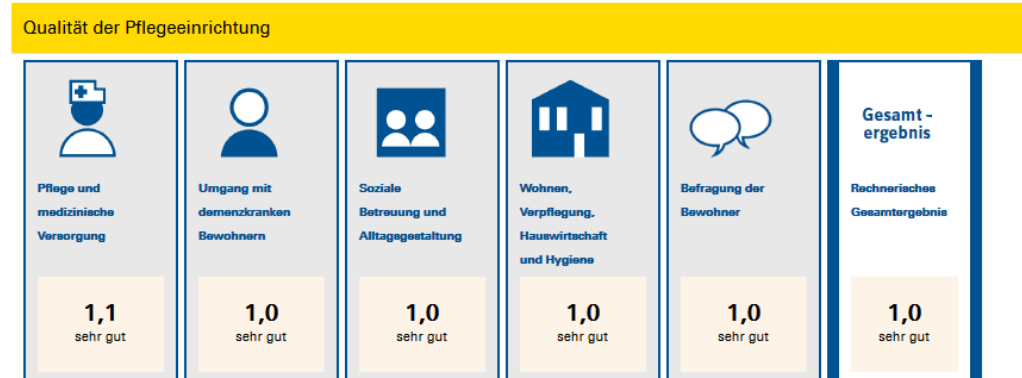 Qualität der Pflegeeinrichtung
Pflege und
medizinische
Versorgung
1,1
sehr gut
Umgang mit
demenzkranken
Bewohnern
1,0
sehr gut
Soziale
Betreuung und
Alltagsgestaltung
1,0
sehr gut
Wohnen,
Verpflegung,
Hauswirtschaft
und Hygiene
1,0
sehr gut
Befragung der
Bewohner
1,0
sehr gut
Gesamt-
ergebnis
Rechnerisches
Gesamtergebnis
1,0
sehr gut